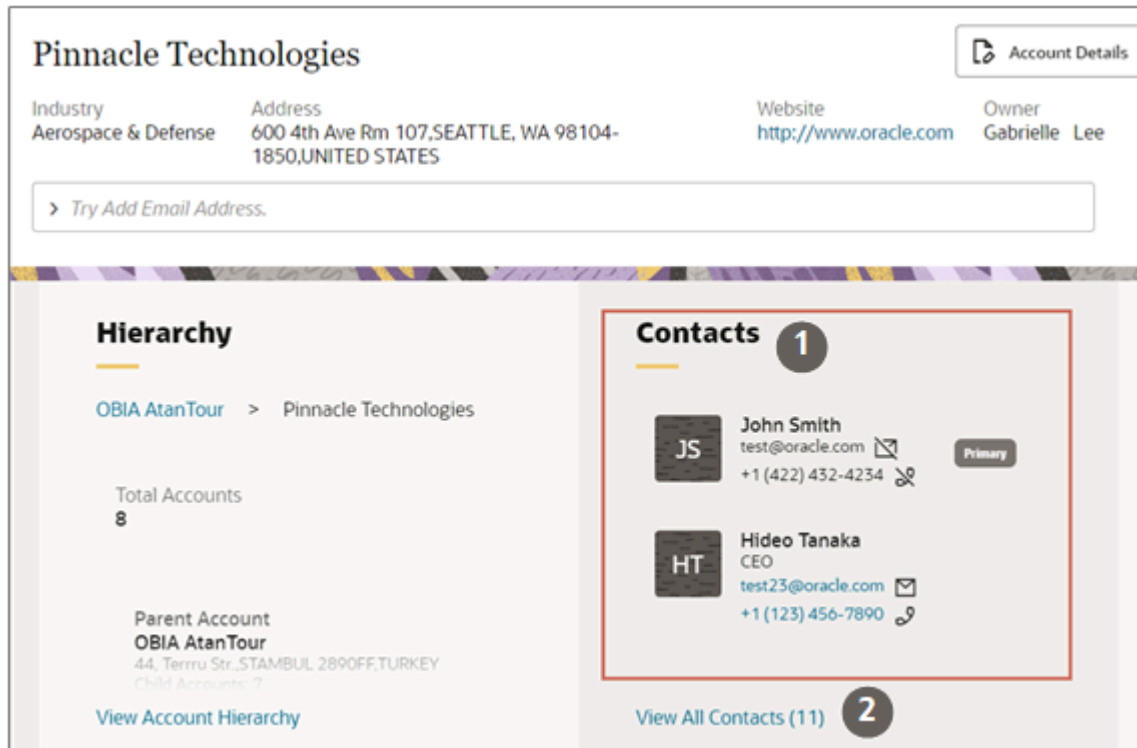 Pinnacle Technologies
Account Details
Industry
Aerospace & Defense
Address
600 4th Ave Rm 107,SEATTLE, WA 98104-
1850,UNITED STATES
Website
http://www.oracle.com
Owner
Gabrielle Lee
> Try Add Email Address.
Hierarchy
OBIA AtanTour > Pinnacle Technologies
Total Accounts
8
Parent Account
OBIA AtanTour
44, Terrru Str.,STAMBUL 2890FF,TURKEY
Child Accounts: 7
View Account Hierarchy
Contacts
1
JS
John Smith
test@oracle.com
+1 (422) 432-4234
Primary
HT
Hideo Tanaka
CEO
test23@oracle.com
+1 (123) 456-7890
View All Contacts (11)
2